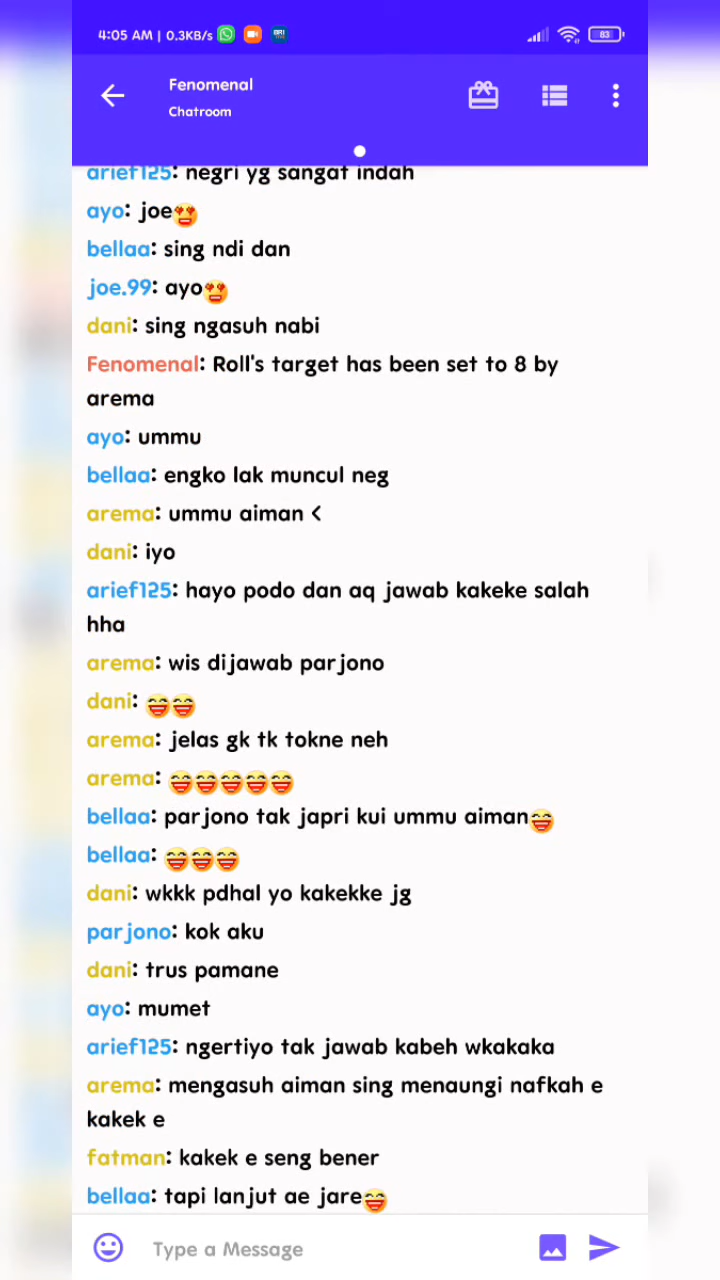 4:05 AM | 0.3KB/s
BRI
83
Fenomenal
Chatroom
arief125: negri yg sangat indah
ayo: joe😍
bellaa: sing ndi dan
joe.99: ayo😍
dani: sing ngasuh nabi
Fenomenal: Roll's target has been set to 8 by
arema
ayo: ummu
bellaa: engko lak muncul neg
arema: ummu aiman <
dani: iyo
arief125: hayo podo dan aq jawab kakeke salah
hha
arema: wis dijawab parjono
dani: 😄😄
arema: jelas gk tk tokne neh
arema: 😄😄😄😄😄
bellaa: parjono tak japri kui ummu aiman😄
bellaa: 😄😄😄
dani: wkkk pdhal yo kakekke jg
parjono: kok aku
dani: trus pamane
ayo: mumet
arief125: ngertiyo tak jawab kabeh wkakaka
arema: mengasuh aiman sing menaungi nafkah e
kakek e
fatman: kakek e seng bener
bellaa: tapi lanjut ae jare😄
Type a Message